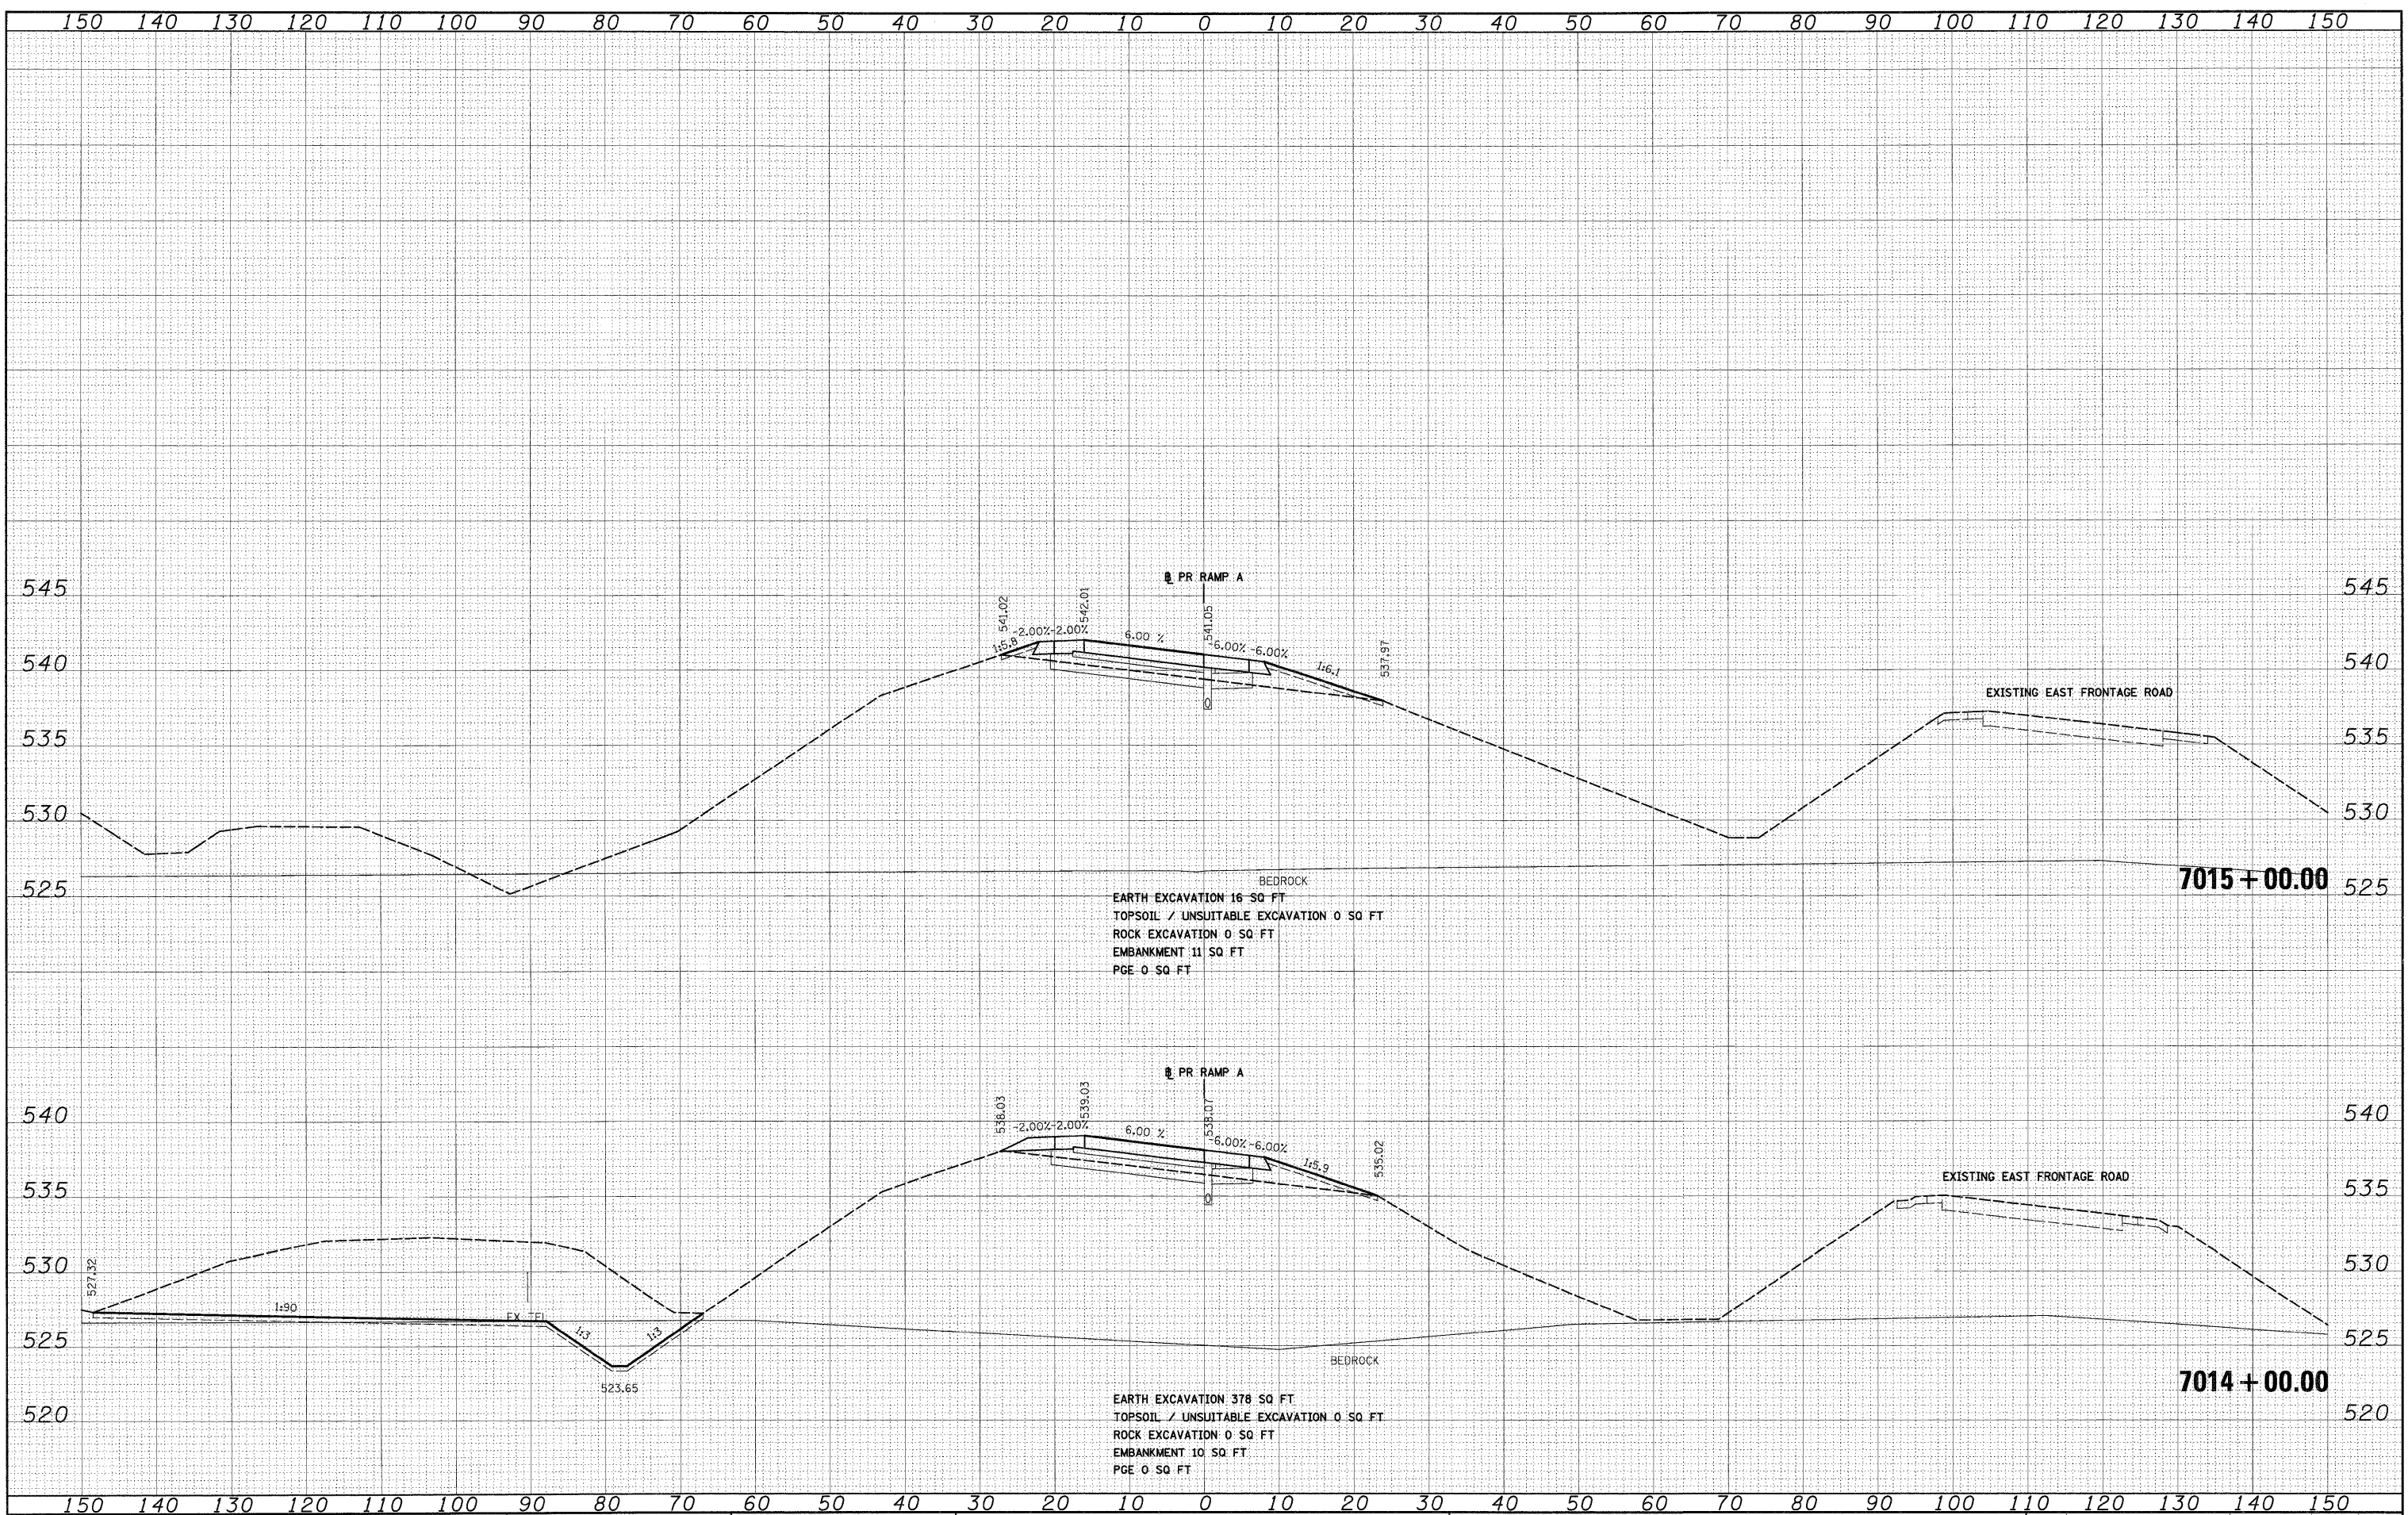 150 140 130 120 110 100 90 80 70 60 50 40 30 20 10 0 10 20 30 40 50 60 70 80 90 100 110 120 130 140 150
545 545
℄ PR RAMP A
541.02 542.01 541.05 537.97
1:5.8 -2.00% -2.00% 6.00 % -6.00% -6.00% 1:6.1
540 540
EXISTING EAST FRONTAGE ROAD
535 535
530 530
525 525
BEDROCK
7015+00.00
EARTH EXCAVATION 16 SQ FT
TOPSOIL / UNSUITABLE EXCAVATION 0 SQ FT
ROCK EXCAVATION 0 SQ FT
EMBANKMENT 11 SQ FT
PGE 0 SQ FT
℄ PR RAMP A
540 540
538.03 539.03 538.07 535.02
-2.00% -2.00% 6.00 % -6.00% -6.00% 1:5.9
EXISTING EAST FRONTAGE ROAD
535 535
530 530
527.32
1:90
EX TEL
1:3 1:3
525 525
BEDROCK
523.65
7014+00.00
EARTH EXCAVATION 378 SQ FT
TOPSOIL / UNSUITABLE EXCAVATION 0 SQ FT
ROCK EXCAVATION 0 SQ FT
EMBANKMENT 10 SQ FT
PGE 0 SQ FT
520 520
150 140 130 120 110 100 90 80 70 60 50 40 30 20 10 0 10 20 30 40 50 60 70 80 90 100 110 120 130 140 150